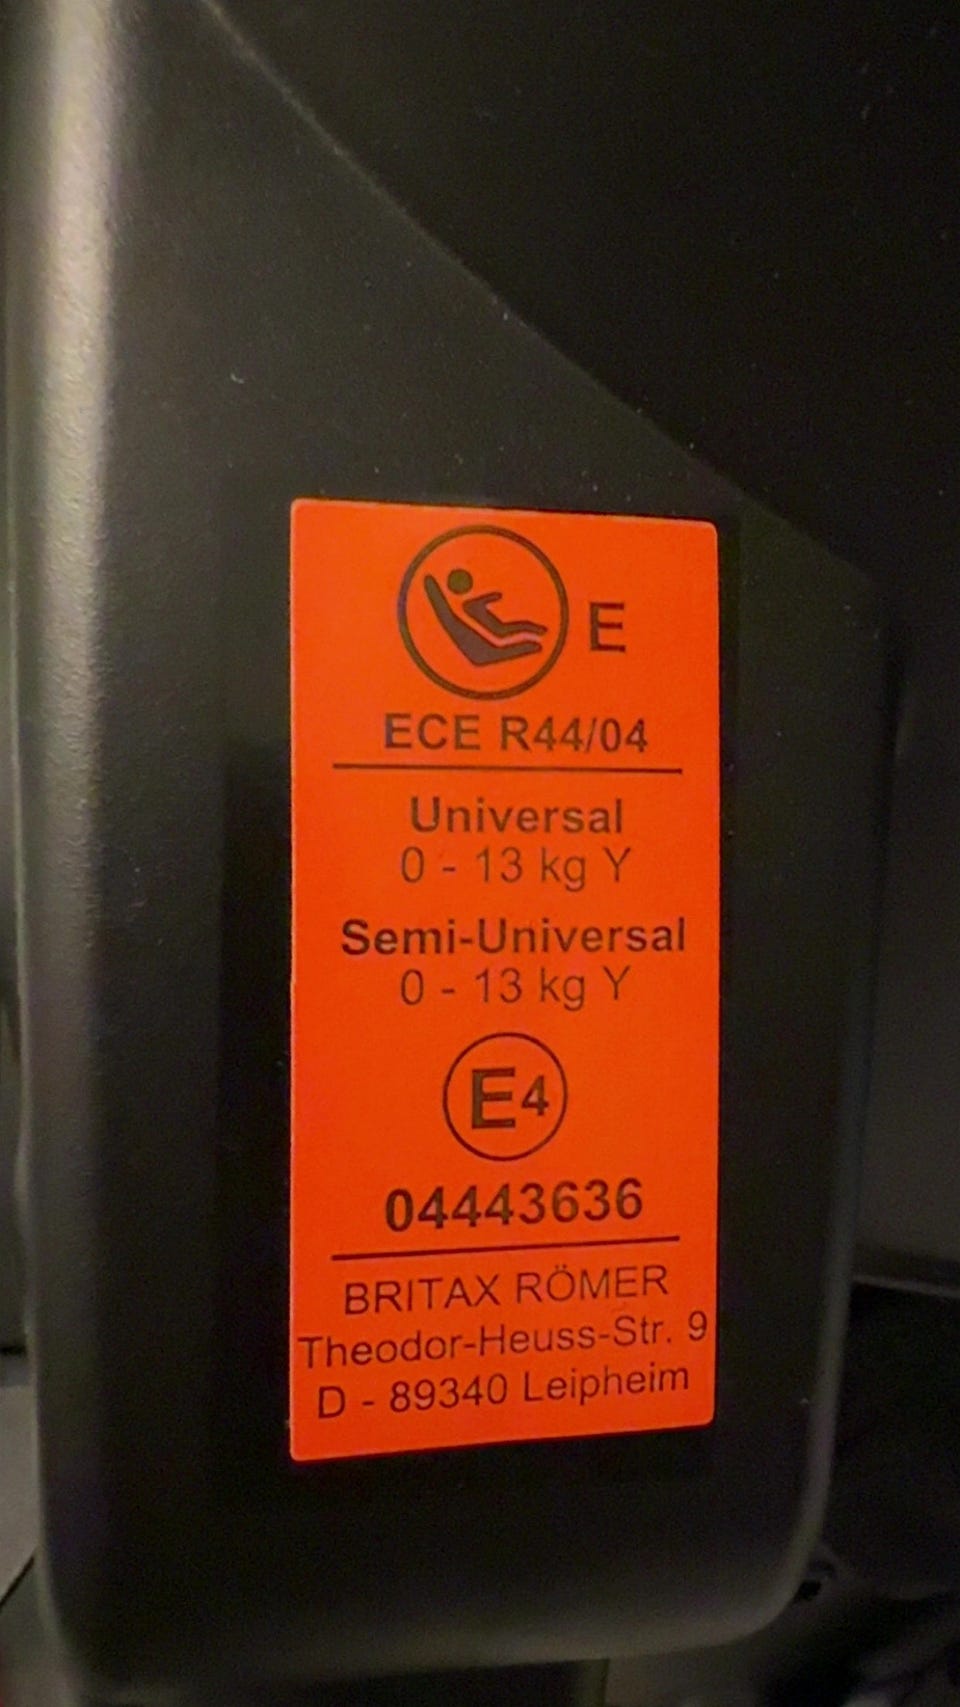 E
ECE R44/04
Universal
0 - 13 kg Y
Semi-Universal
0 - 13 kg Y
E4
04443636
BRITAX RÖMER
Theodor-Heuss-Str. 9
D - 89340 Leipheim